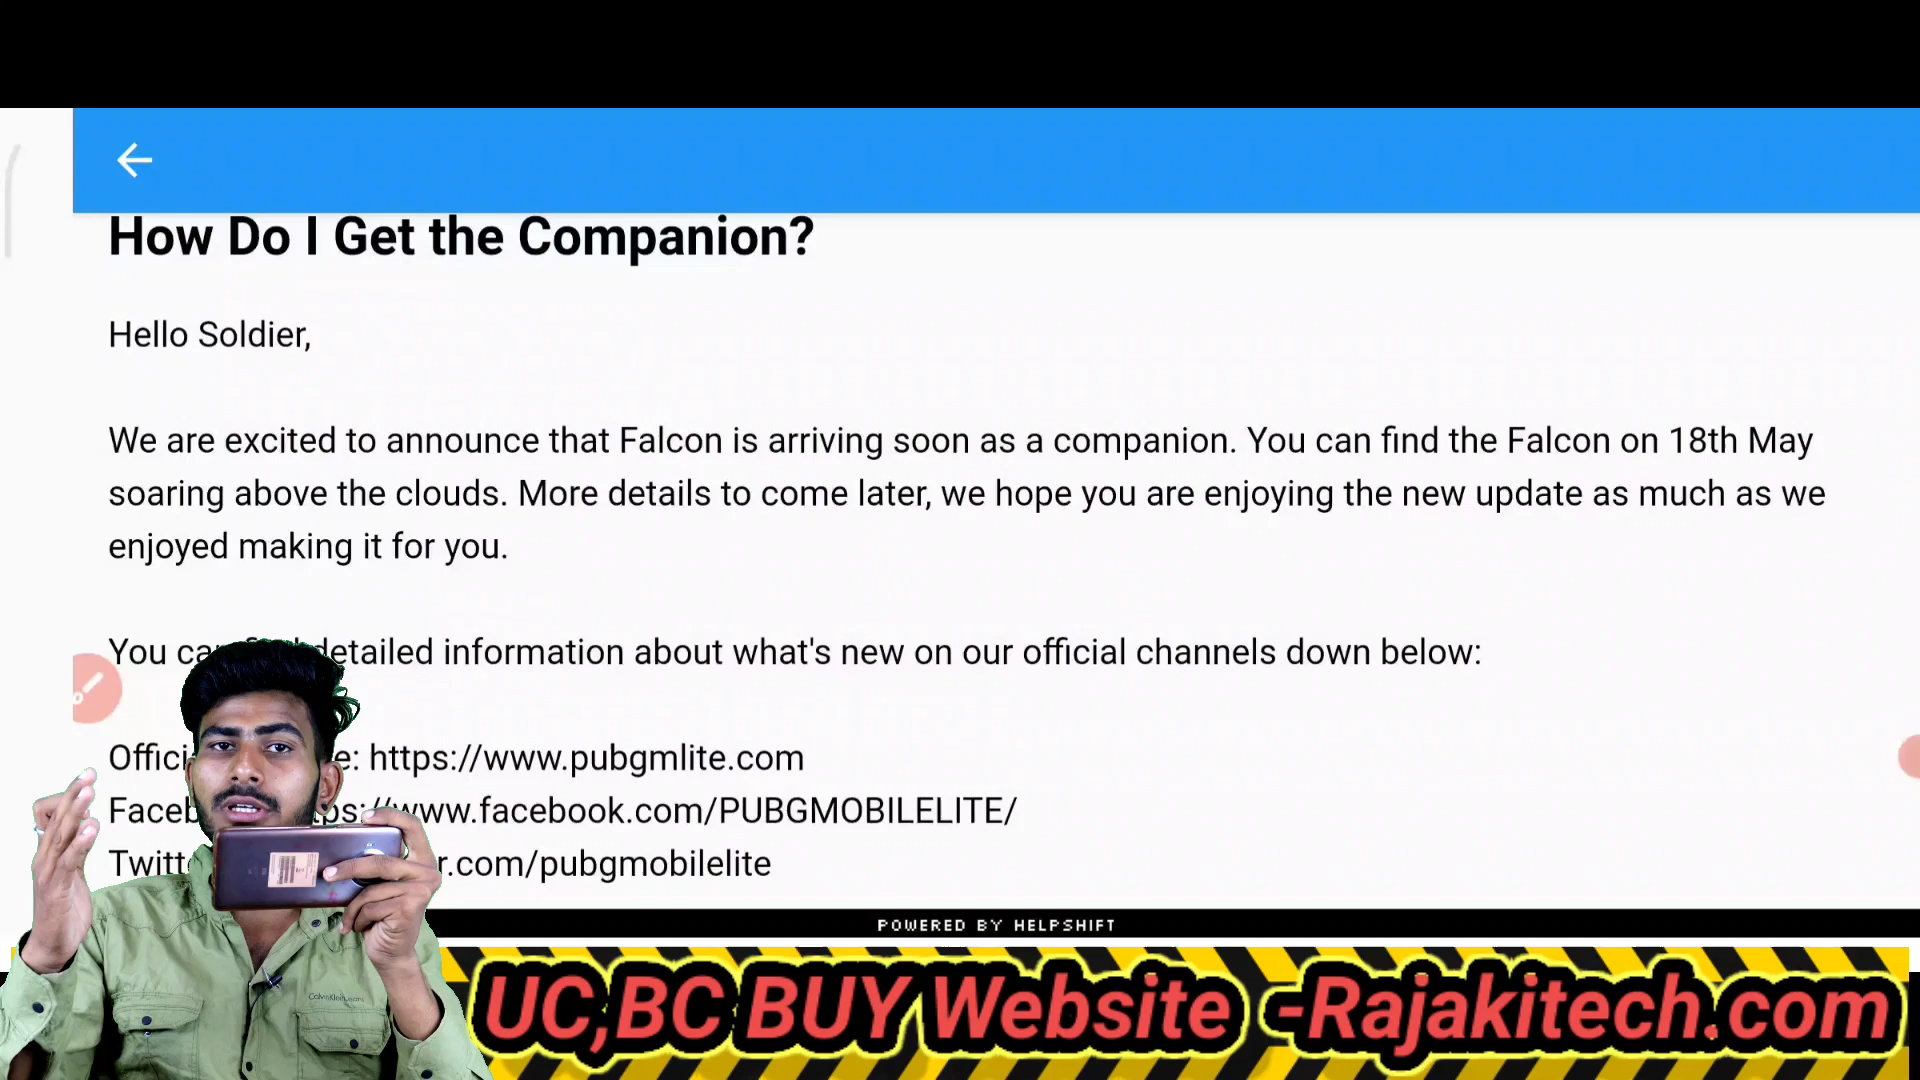 How Do I Get the Companion?
Hello Soldier,
We are excited to announce that Falcon is arriving soon as a companion. You can find the Falcon on 18th May
soaring above the clouds. More details to come later, we hope you are enjoying the new update as much as we
enjoyed making it for you.
You detailed information about what's new on our official channels down below:
https://www.pubgmlite.com
www.facebook.com/PUBGMOBILELITE/
.com/pubgmobilelite
POWERED BY HELPSHIFT
UC,BC BUY Website -Rajakitech.com